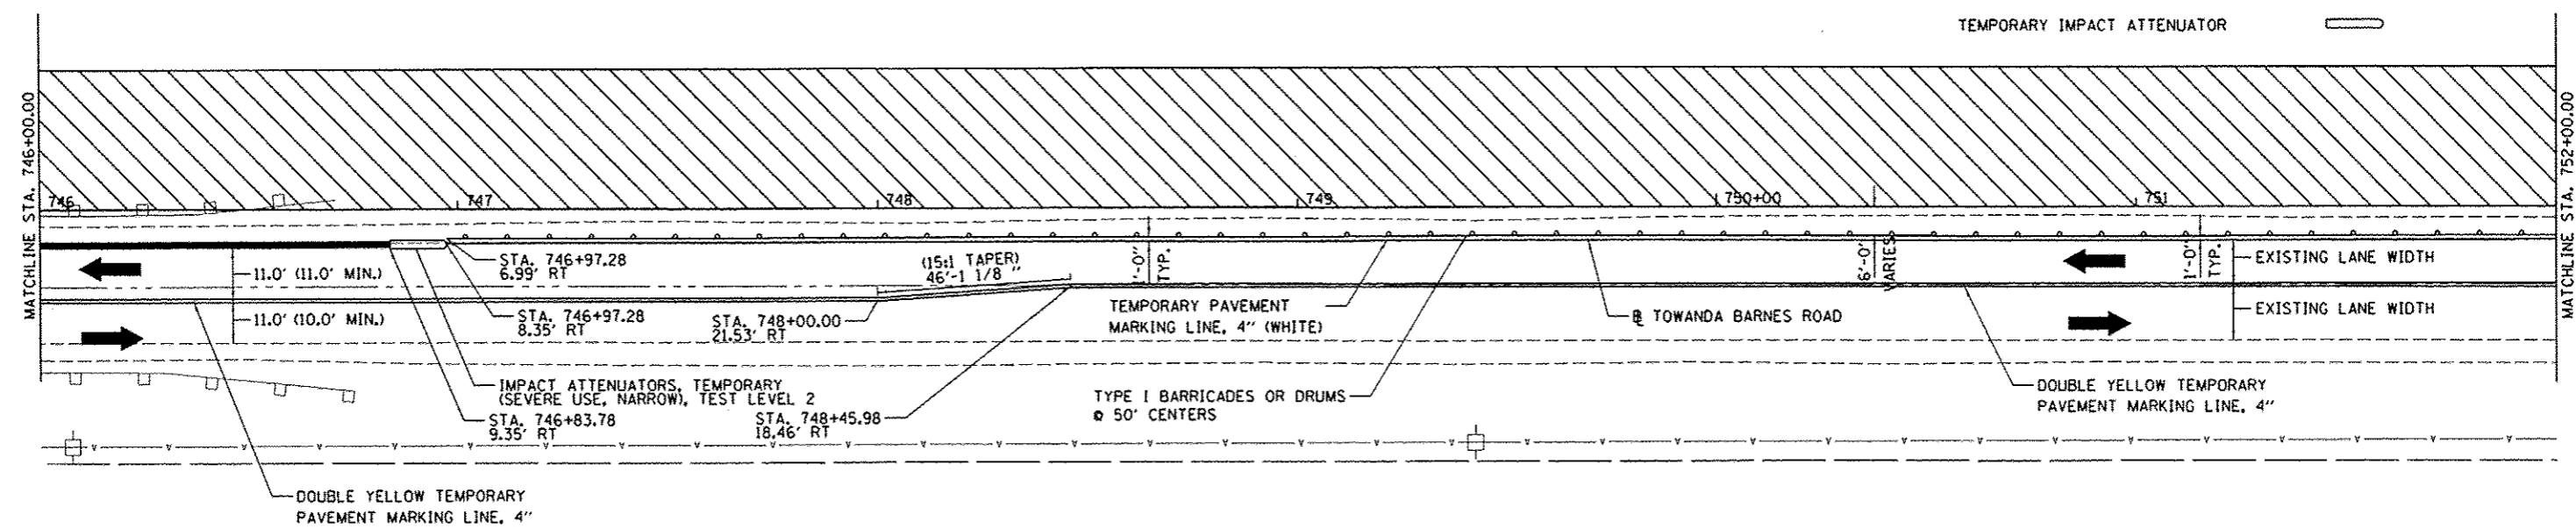 TEMPORARY IMPACT ATTENUATOR
MATCHLINE STA. 746+00.00
MATCHLINE STA. 752+00.00
746
747
748
749
750+00
751
STA. 746+97.28
6.99' RT
11.0' (11.0' MIN.)
11.0' (10.0' MIN.)
STA. 746+97.28
8.35' RT
(15:1 TAPER)
46'-1 1/8 "
STA. 748+00.00
21.53' RT
1'-0"
TYP.
TEMPORARY PAVEMENT
MARKING LINE, 4" (WHITE)
TOWANDA BARNES ROAD
6'-0"
VARIES
1'-0"
TYP.
EXISTING LANE WIDTH
EXISTING LANE WIDTH
IMPACT ATTENUATORS, TEMPORARY
(SEVERE USE, NARROW), TEST LEVEL 2
STA. 746+83.78
9.35' RT
STA. 748+45.98
18.46' RT
TYPE I BARRICADES OR DRUMS
@ 50' CENTERS
DOUBLE YELLOW TEMPORARY
PAVEMENT MARKING LINE, 4"
DOUBLE YELLOW TEMPORARY
PAVEMENT MARKING LINE, 4"